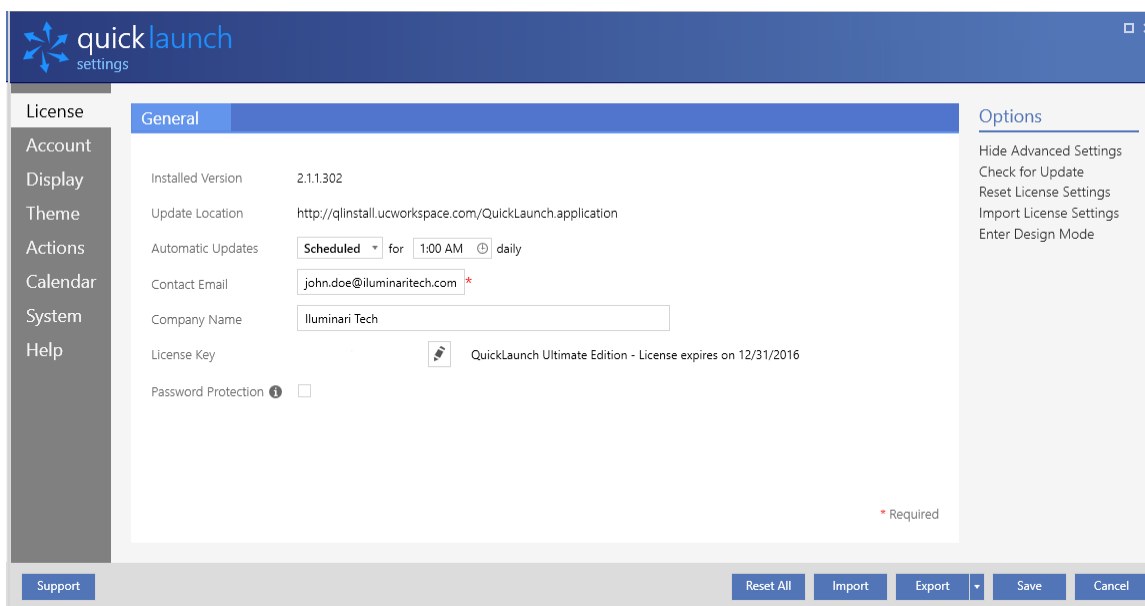 quicklaunch
settings
License
Account
Display
Theme
Actions
Calendar
System
Help
General
Installed Version 2.1.1.302
Update Location http://qlinstall.ucworkspace.com/QuickLaunch.application
Automatic Updates Scheduled for 1:00 AM daily
Contact Email john.doe@iluminaritech.com *
Company Name Iluminari Tech
License Key QuickLaunch Ultimate Edition - License expires on 12/31/2016
Password Protection
* Required
Options
Hide Advanced Settings
Check for Update
Reset License Settings
Import License Settings
Enter Design Mode
Support Reset All Import Export Save Cancel